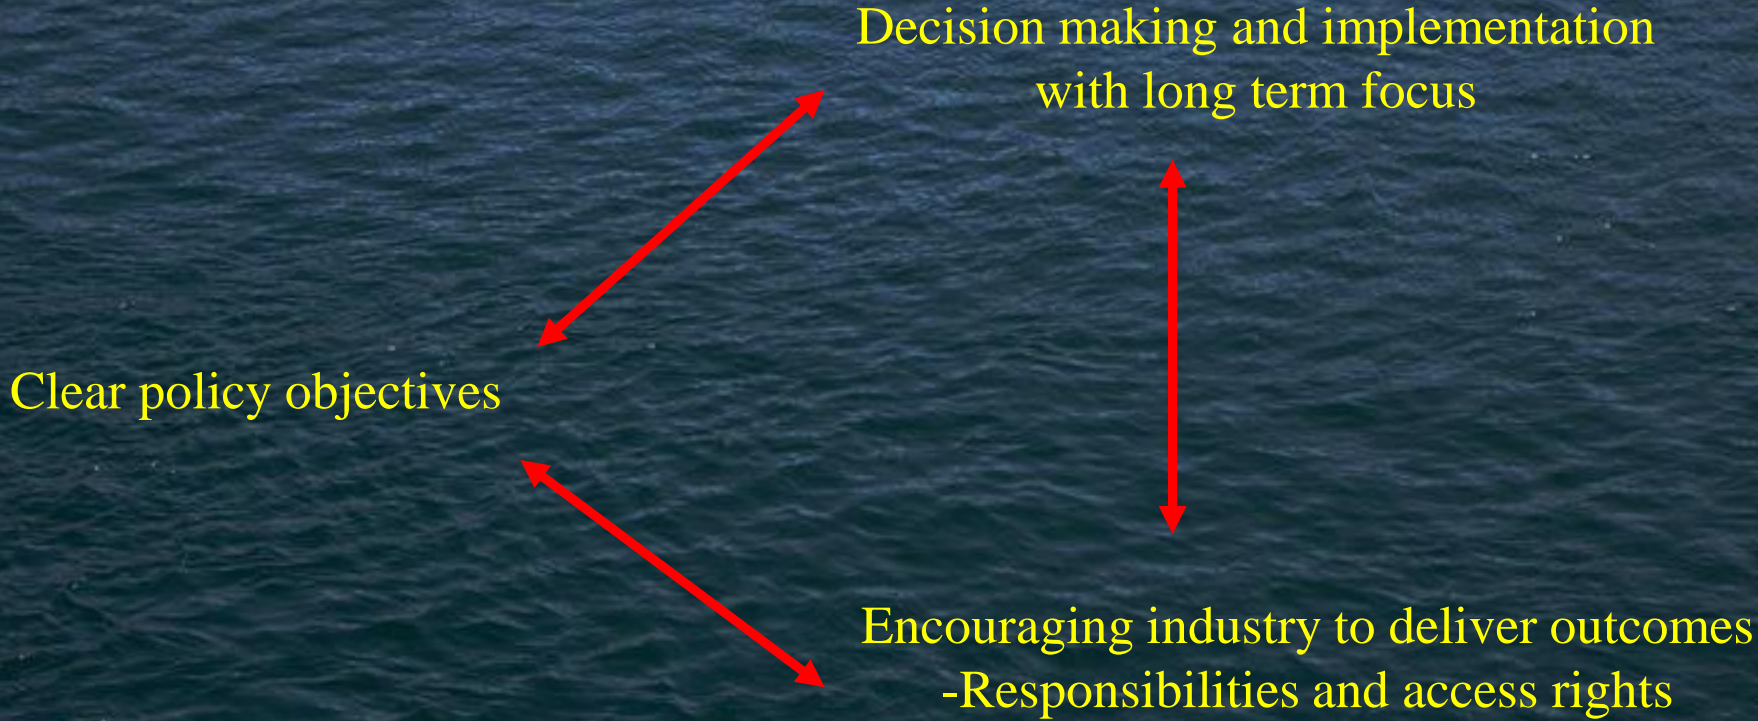 Decision making and implementation
with long term focus
Clear policy objectives
Encouraging industry to deliver outcomes
-Responsibilities and access rights